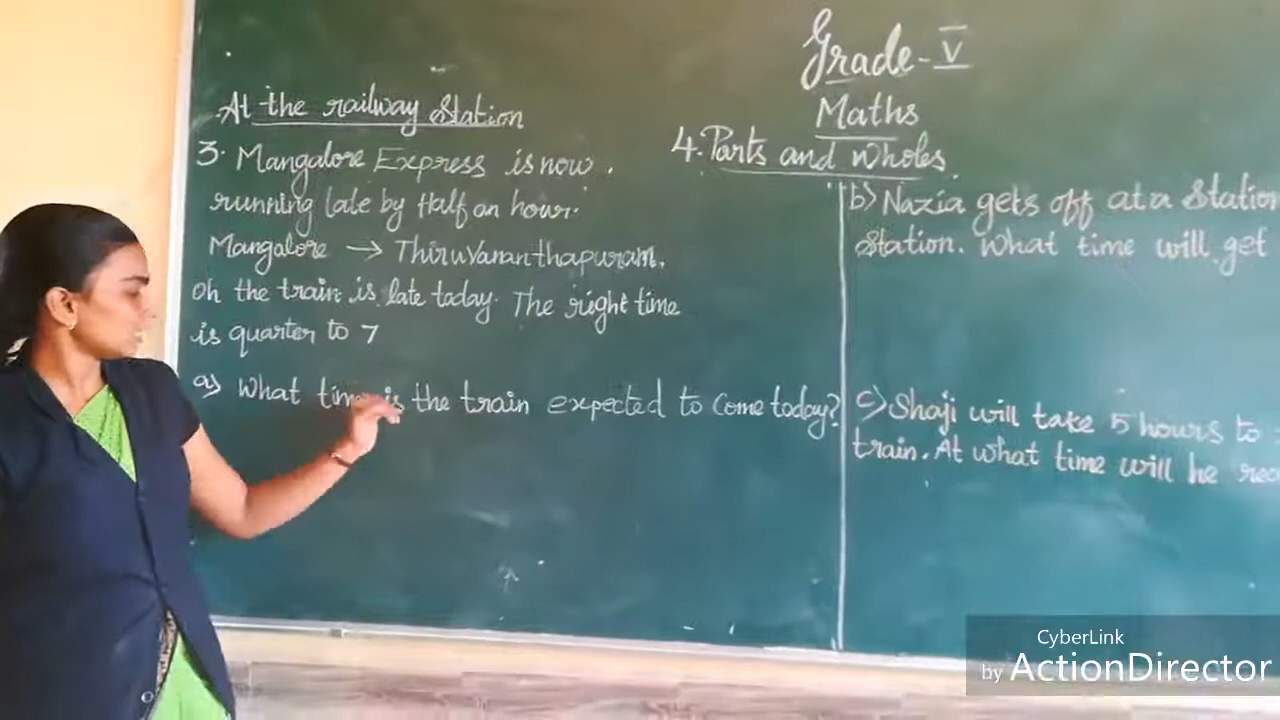 Grade - V
Maths
4. Parts and wholes
At the railway Station
3. Mangalore Express is now
running late by Half an hour.
Mangalore → Thiruvananthapuram.
Oh the train is late today. The right time
is quarter to 7
a) What time is the train expected to come today?
b) Nazia gets off at a Station
Station. What time will get
c) Shaji will take 5 hours to
train. At what time will he
CyberLink
by ActionDirector